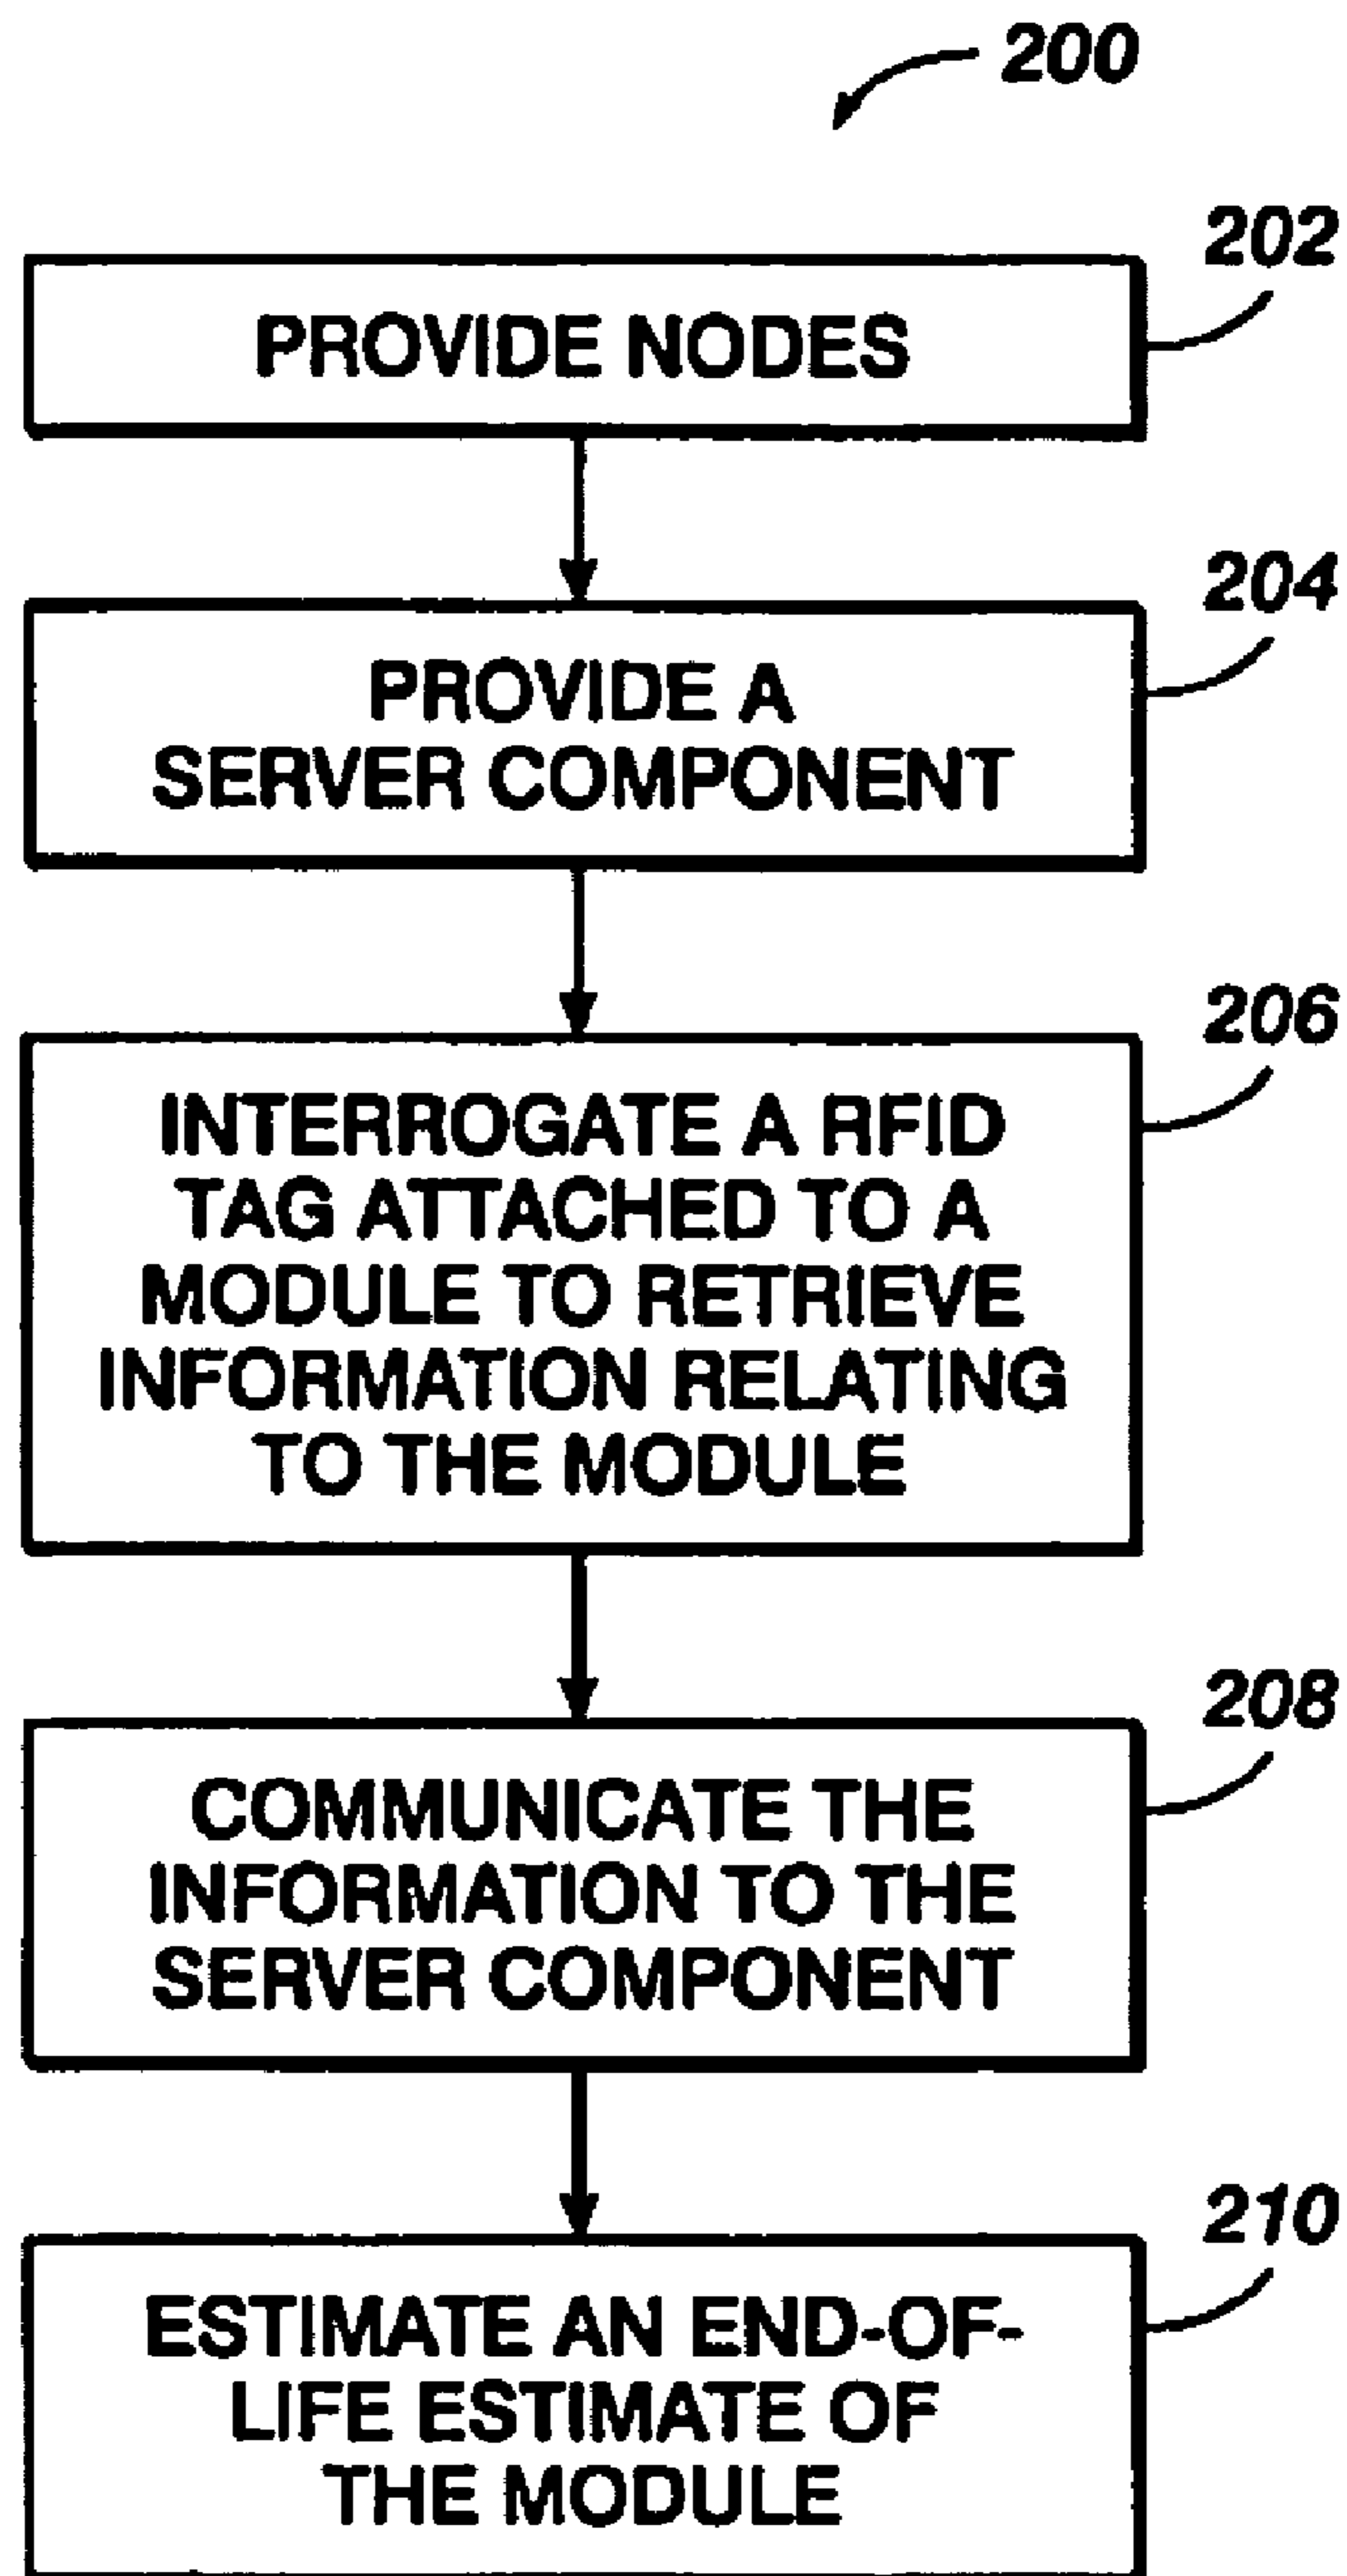 200
202
PROVIDE NODES
204
PROVIDE A
SERVER COMPONENT
206
INTERROGATE A RFID
TAG ATTACHED TO A
MODULE TO RETRIEVE
INFORMATION RELATING
TO THE MODULE
208
COMMUNICATE THE
INFORMATION TO THE
SERVER COMPONENT
210
ESTIMATE AN END-OF-
LIFE ESTIMATE OF
THE MODULE